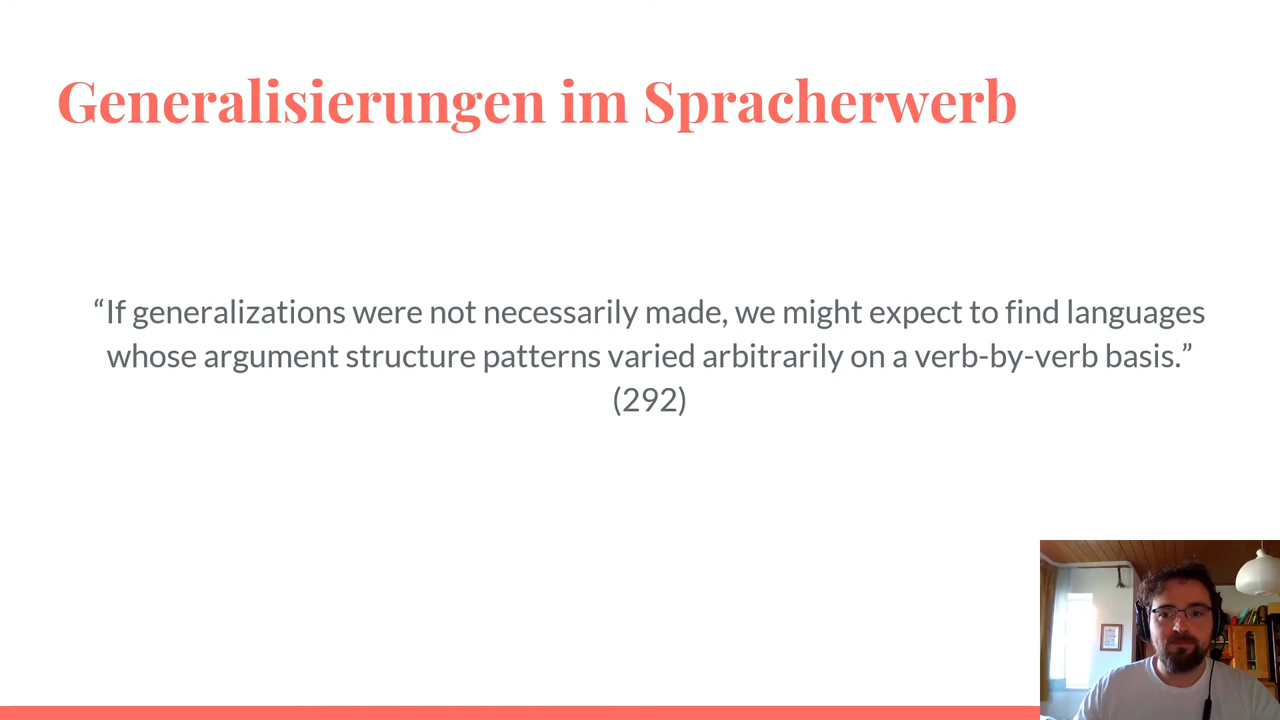 Generalisierungen im Spracherwerb
“If generalizations were not necessarily made, we might expect to find languages
whose argument structure patterns varied arbitrarily on a verb-by-verb basis.”
(292)